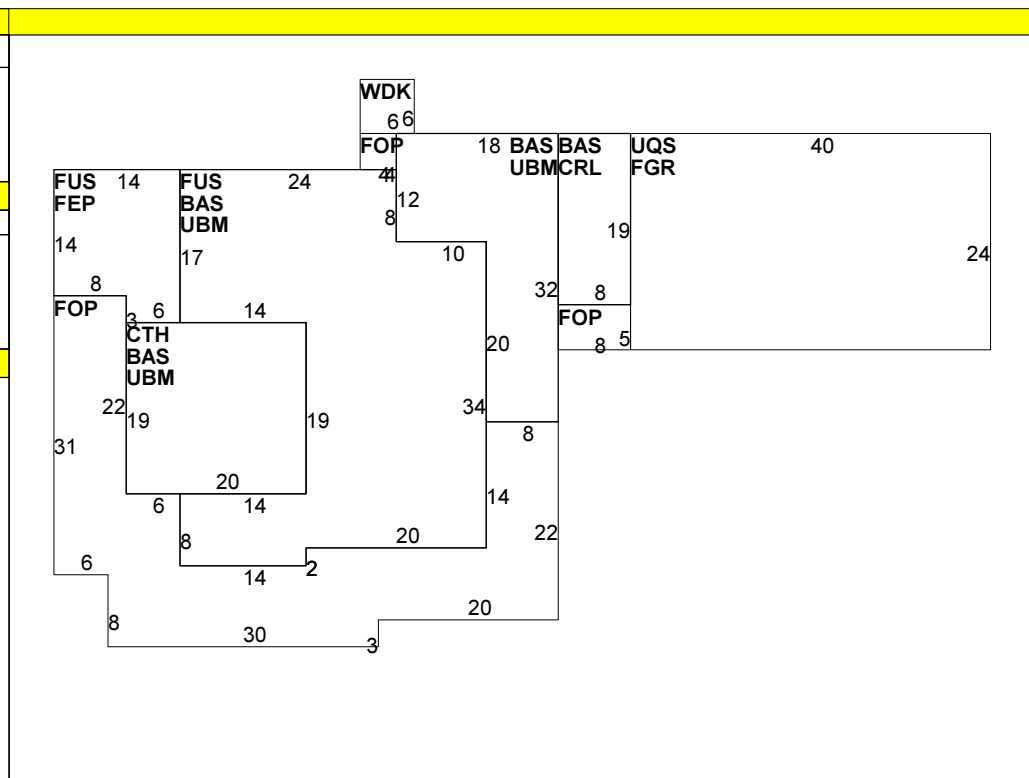 WDK
6 6
FOP 18 BAS BAS UQS 40
UBM CRL FGR
4 4
FUS 14 FUS 24
FEP BAS
UBM
12
8
19
14 17 10 24
8 6 14 32 8
FOP 3 FOP
CTH 8 5
BAS
UBM
20
22 19 19 34
31 8
20
6 14 14
8 20 22
6 14 2
8 30 3 20